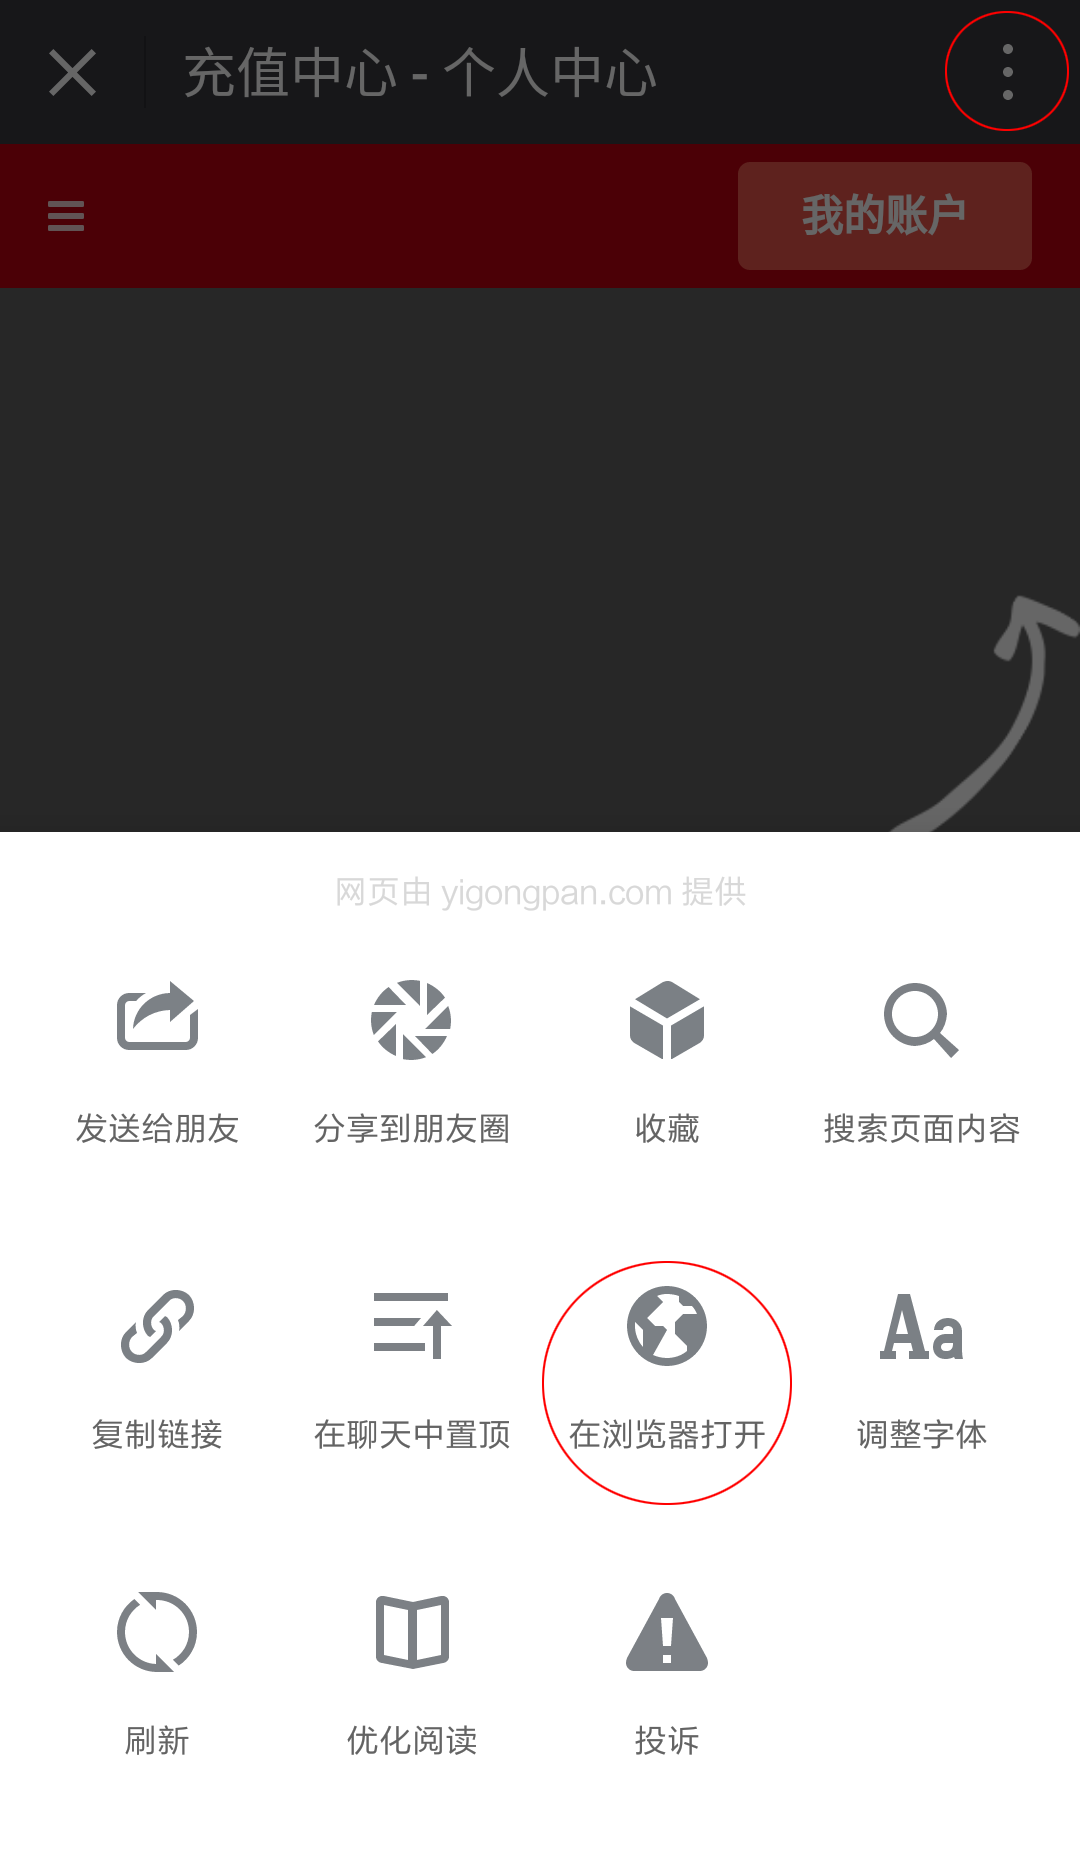 充值中心 - 个人中心
我的账户
网页由 yigongpan.com 提供
发送给朋友
分享到朋友圈
收藏
搜索页面内容
复制链接
在聊天中置顶
在浏览器打开
Aa
调整字体
刷新
优化阅读
投诉